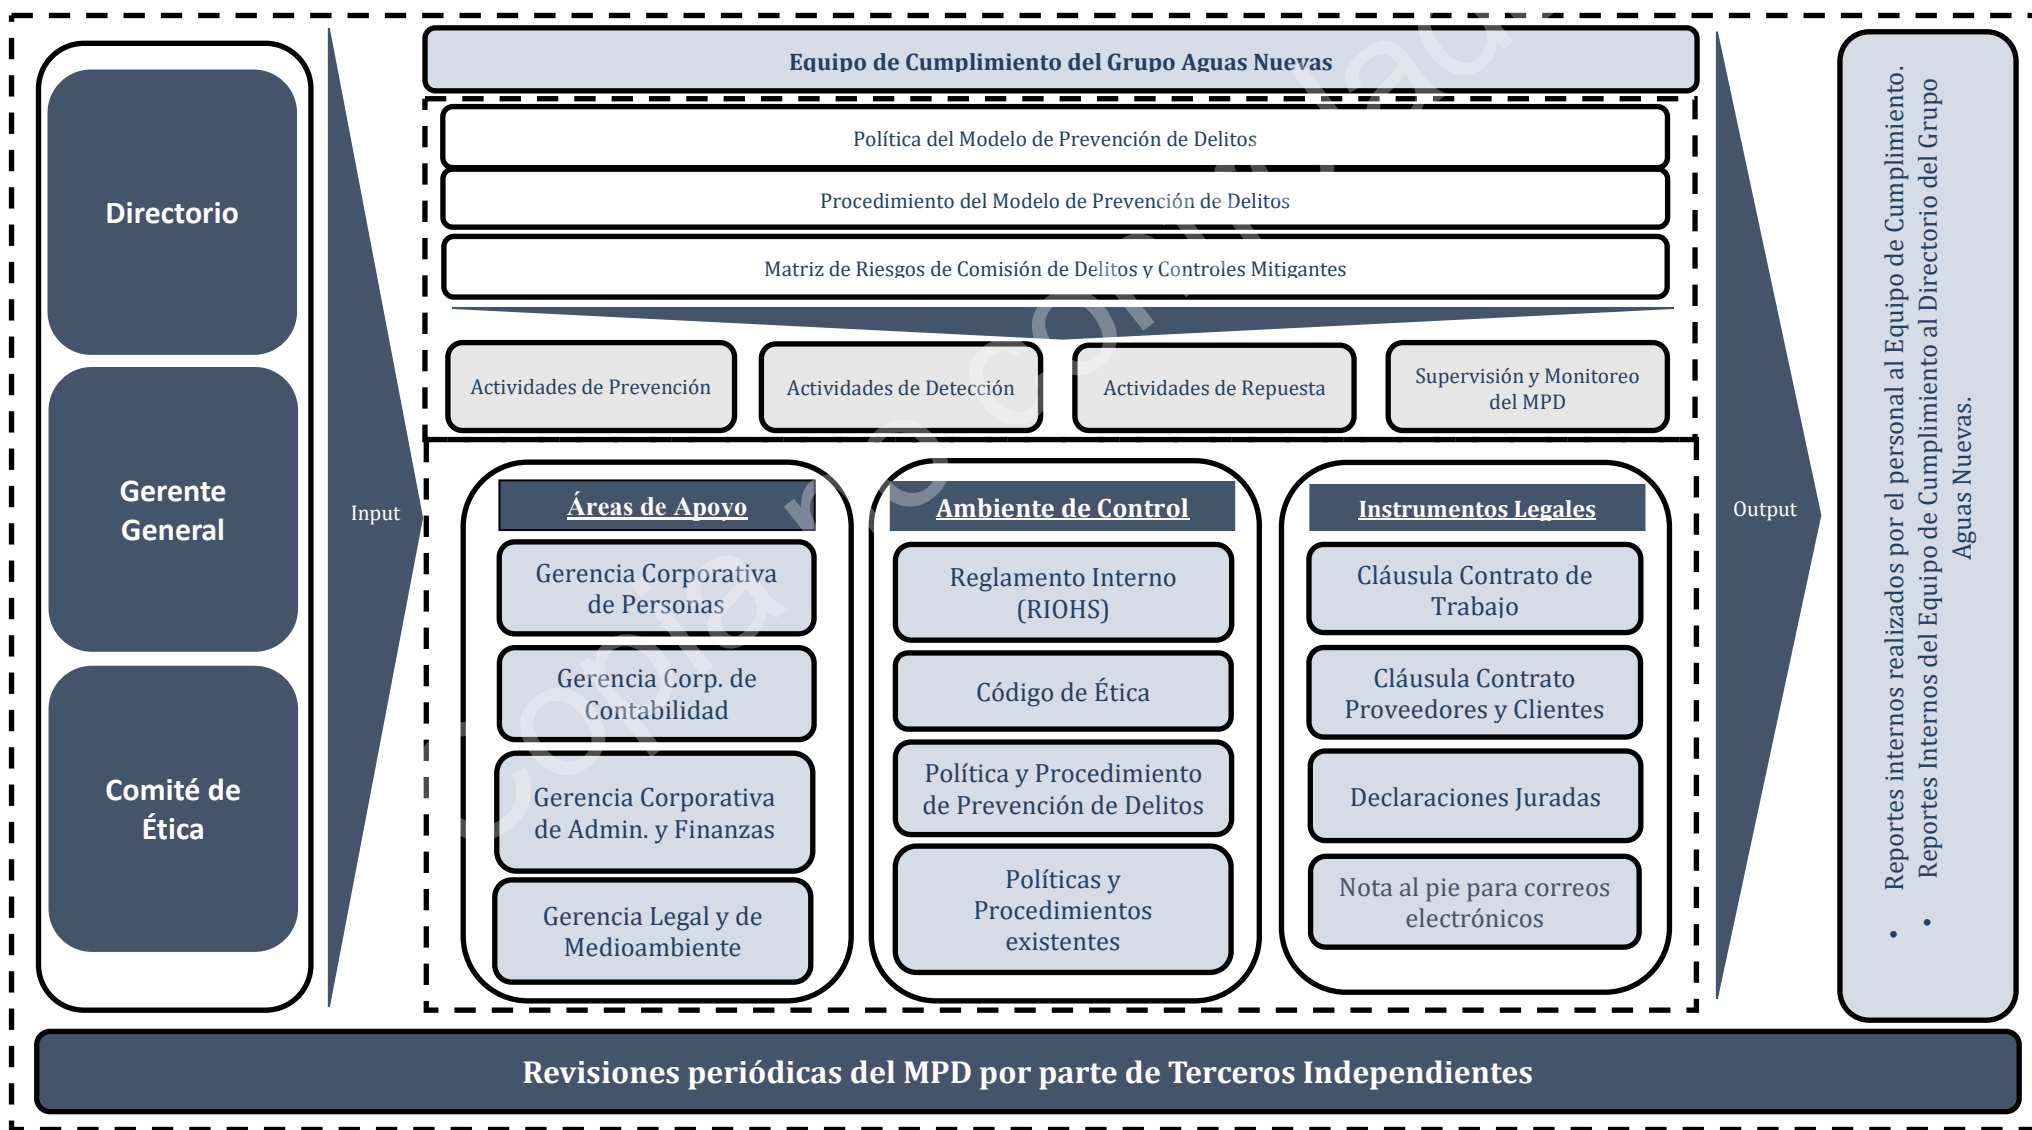 Directorio
Gerente
General
Comité de
Ética
Input
Equipo de Cumplimiento del Grupo Aguas Nuevas
Política del Modelo de Prevención de Delitos
Procedimiento del Modelo de Prevención de Delitos
Matriz de Riesgos de Comisión de Delitos y Controles Mitigantes
Actividades de Prevención
Actividades de Detección
Actividades de Repuesta
Supervisión y Monitoreo
del MPD
Áreas de Apoyo
Gerencia Corporativa
de Personas
Gerencia Corp. de
Contabilidad
Gerencia Corporativa
de Admin. y Finanzas
Gerencia Legal y de
Medioambiente
Ambiente de Control
Reglamento Interno
(RIOHS)
Código de Ética
Política y Procedimiento
de Prevención de Delitos
Políticas y
Procedimientos
existentes
Instrumentos Legales
Cláusula Contrato de
Trabajo
Cláusula Contrato
Proveedores y Clientes
Declaraciones Juradas
Nota al pie para correos
electrónicos
Output
• Reportes internos realizados por el personal al Equipo de Cumplimiento.
• Reportes Internos del Equipo de Cumplimiento al Directorio del Grupo
Aguas Nuevas.
Revisiones periódicas del MPD por parte de Terceros Independientes
Copia no